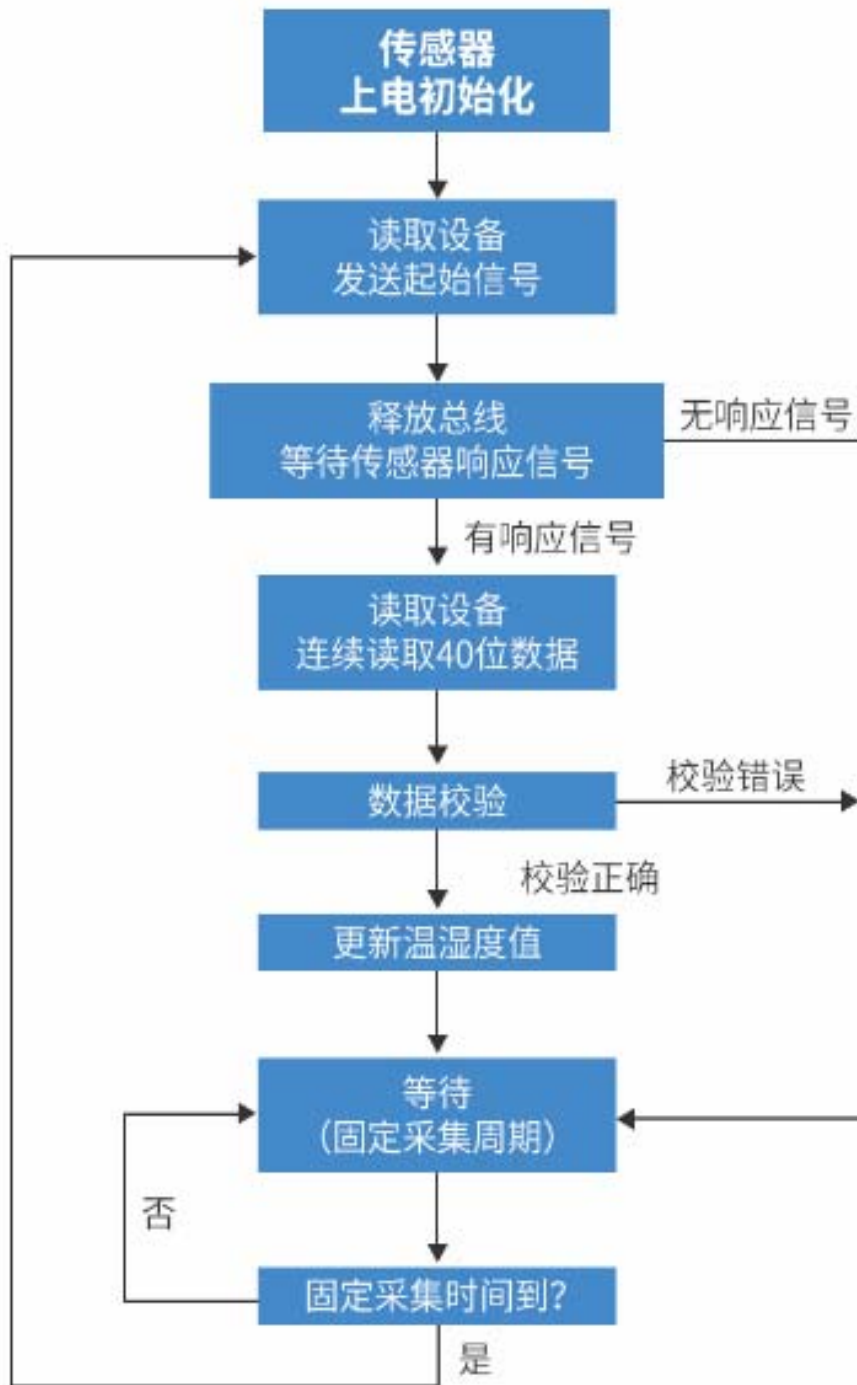 传感器
上电初始化
读取设备
发送起始信号
释放总线
等待传感器响应信号
无响应信号
有响应信号
读取设备
连续读取40位数据
数据校验
校验错误
校验正确
更新温湿度值
等待
（固定采集周期）
否
固定采集时间到?
是